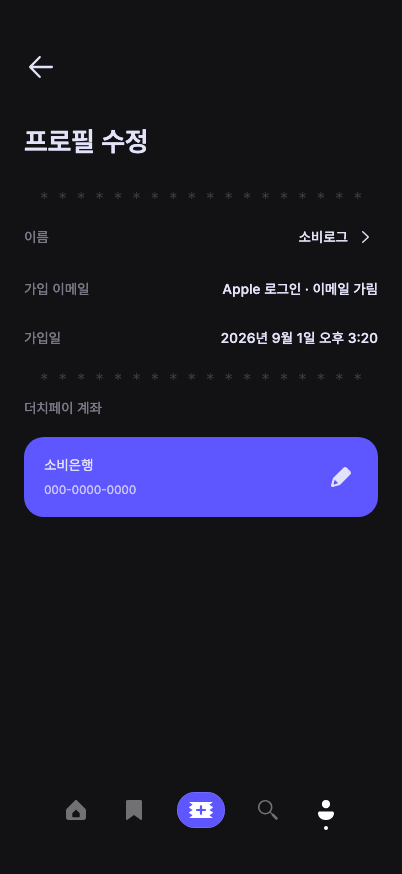 프로필 수정
* * * * * * * * * * * * * * * * * *
이름 소비로그
가입 이메일 Apple 로그인 · 이메일 가림
가입일 2026년 9월 1일 오후 3:20
* * * * * * * * * * * * * * * * * *
더치페이 계좌
소비은행
000-0000-0000